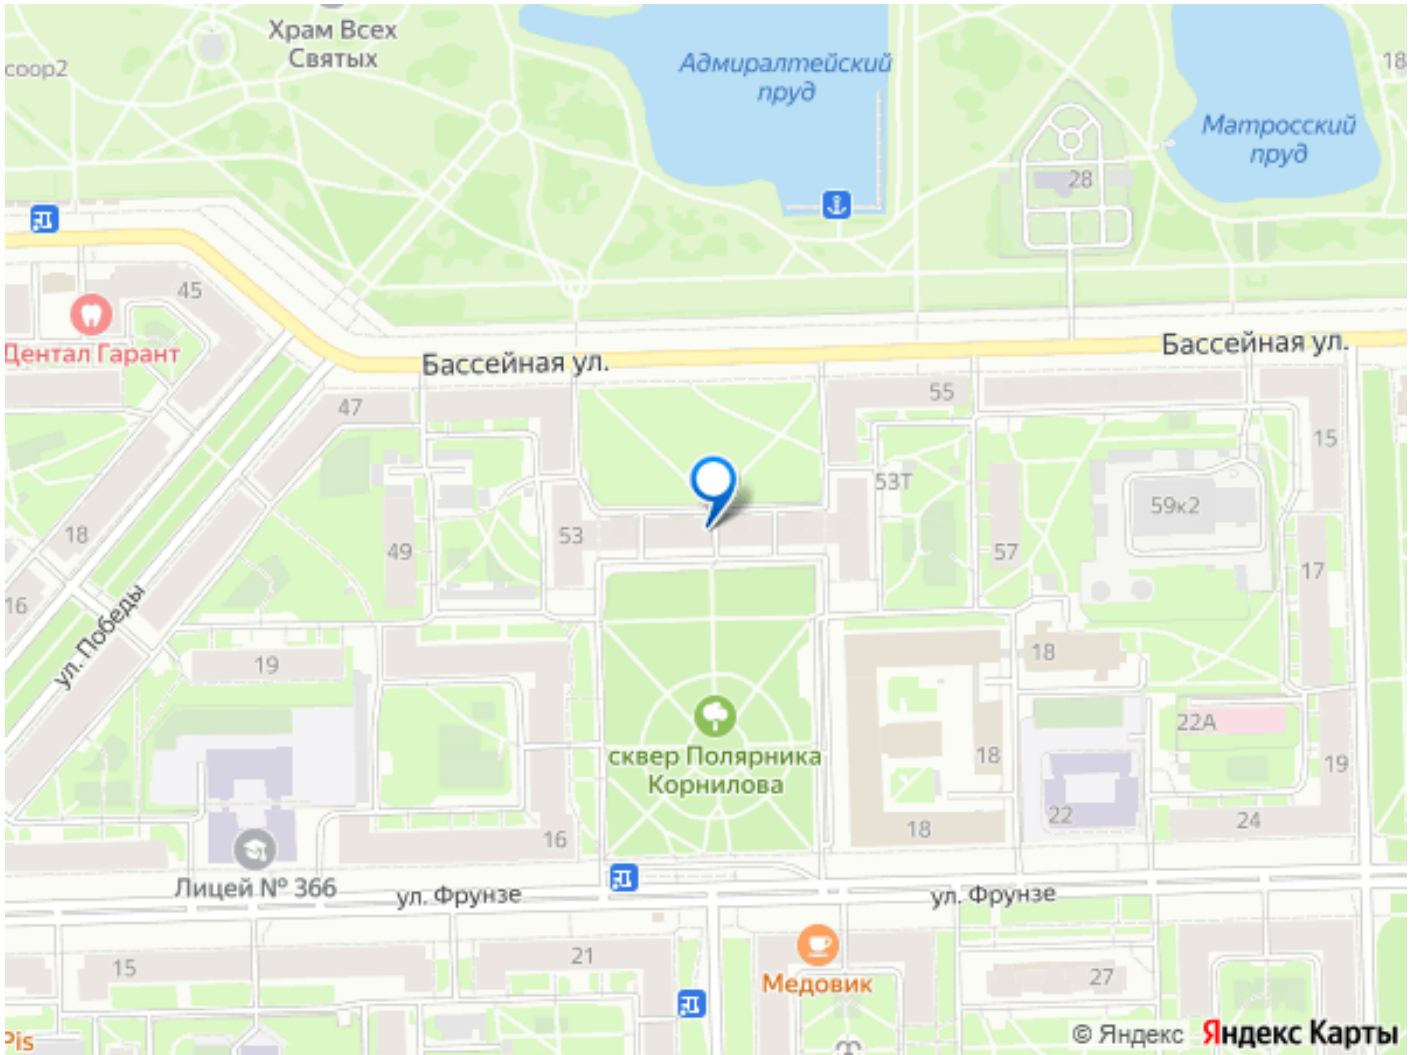 Храм Всех
Святых
соор2
Адмиралтейский
пруд
18
Матросский
пруд
28
45
Дентал Гарант
Бассейная ул.
Бассейная ул.
47
55
15
53Т
59к2
18
53
49
57
17
16
ул. Победы
19
18
22А
сквер Полярника
Корнилова
18
19
22
24
16
18
Лицей № 366
ул. Фрунзе
ул. Фрунзе
15
21
Медовик
27
Pis
© Яндекс Яндекс Карты